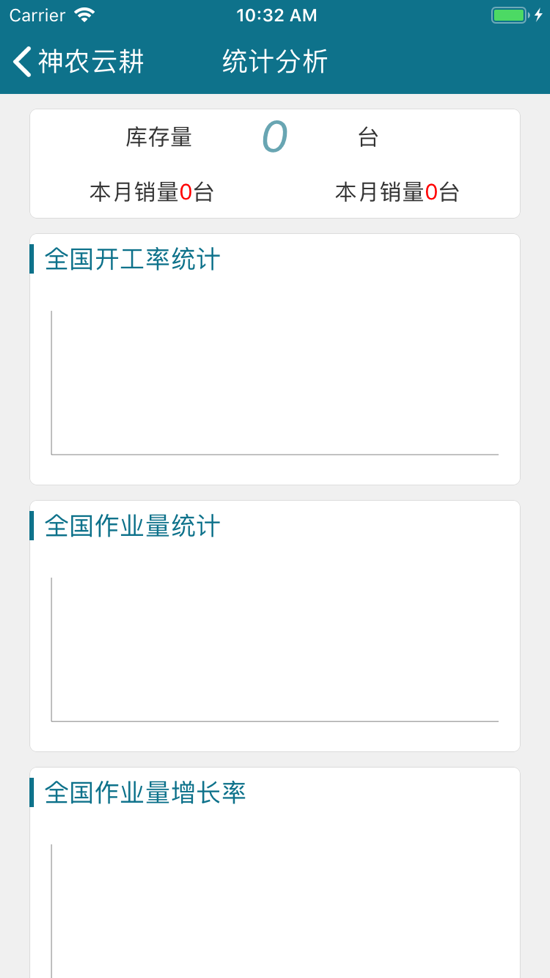 Carrier 10:32 AM
神农云耕 统计分析
库存量 0 台
本月销量0台 本月销量0台
全国开工率统计
全国作业量统计
全国作业量增长率